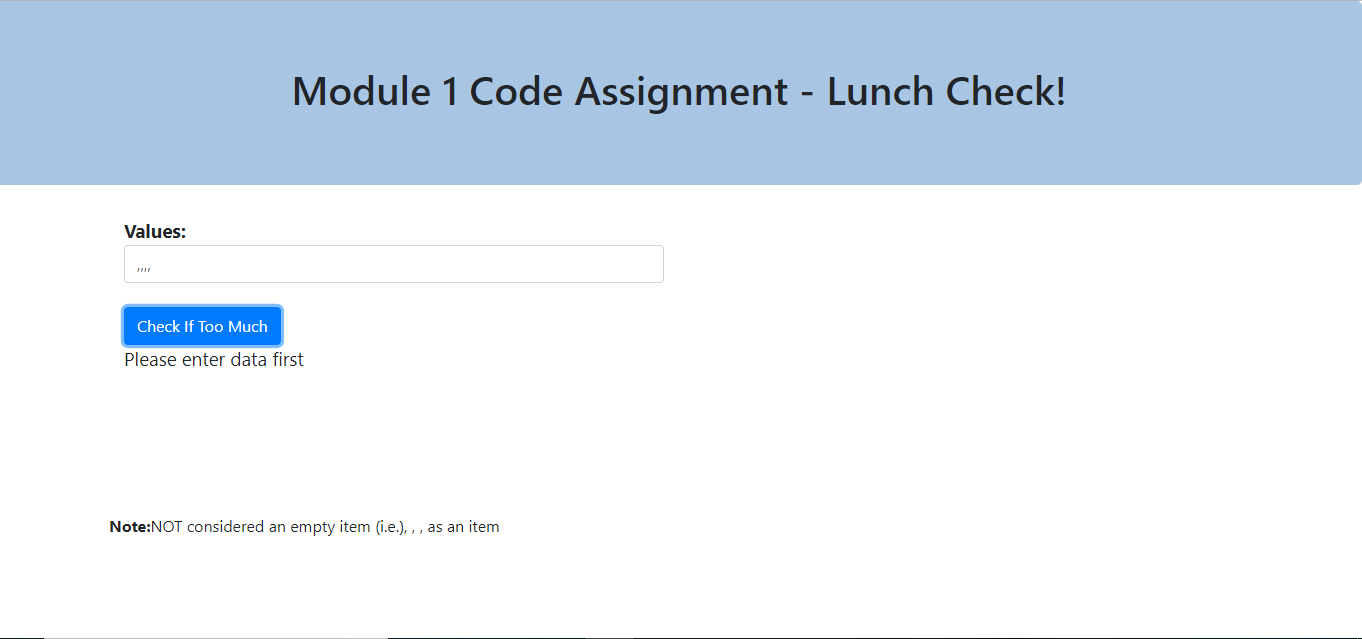 Module 1 Code Assignment - Lunch Check!
Values:
,,,,
Check If Too Much
Please enter data first
Note:NOT considered an empty item (i.e.), , , as an item